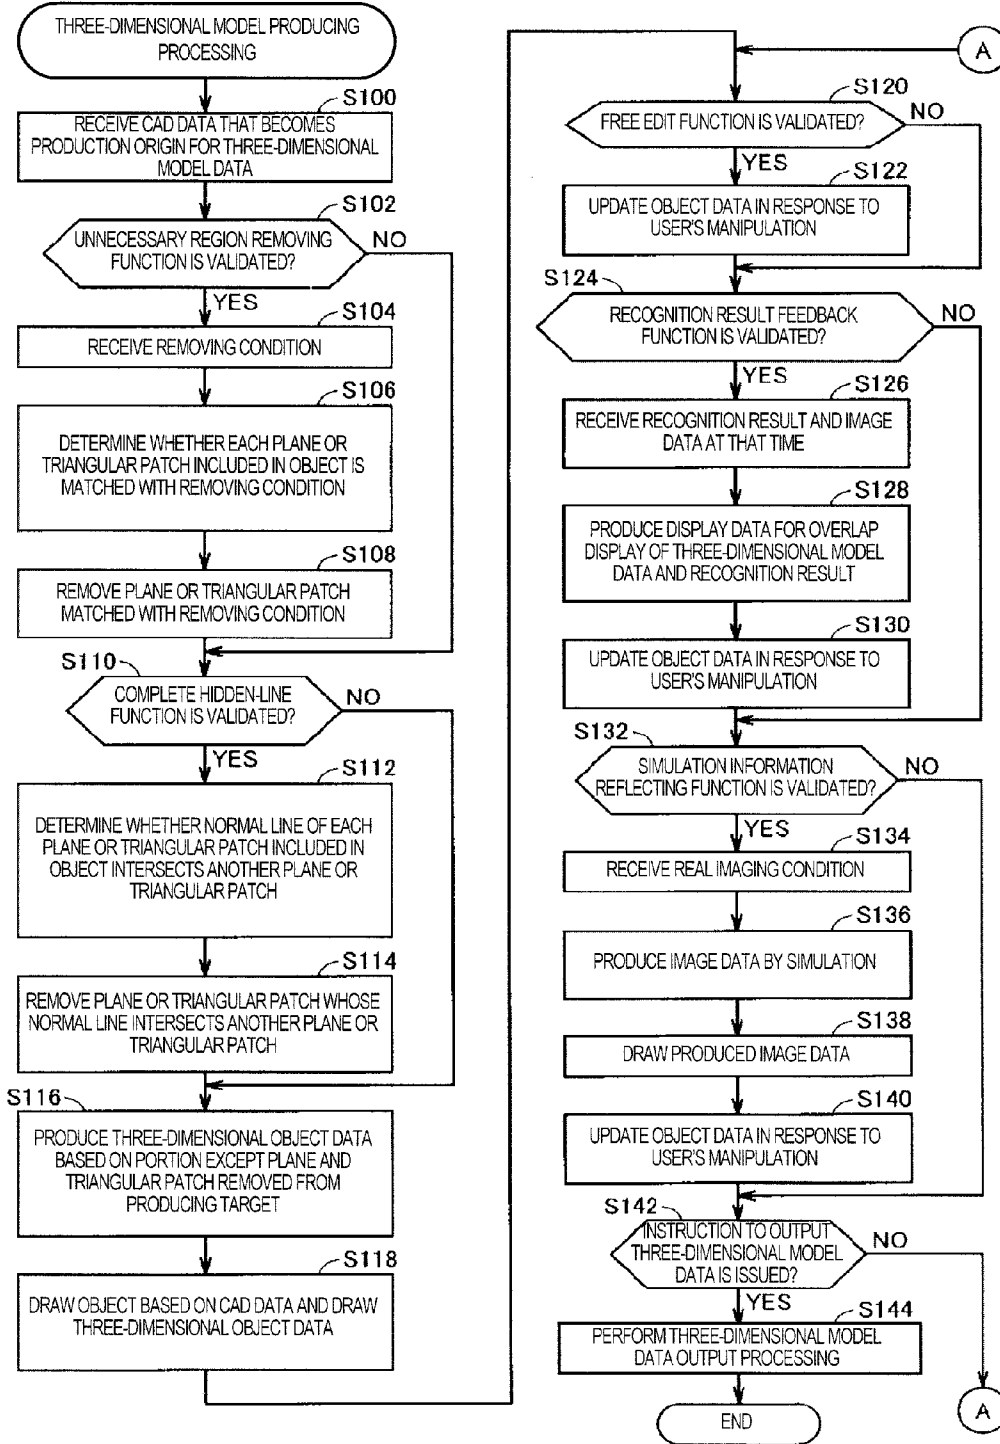 THREE-DIMENSIONAL MODEL PRODUCING
PROCESSING
S100
RECEIVE CAD DATA THAT BECOMES
PRODUCTION ORIGIN FOR THREE-DIMENSIONAL
MODEL DATA
S102
UNNECESSARY REGION REMOVING
FUNCTION IS VALIDATED?
NO
YES
S104
RECEIVE REMOVING CONDITION
S106
DETERMINE WHETHER EACH PLANE OR
TRIANGULAR PATCH INCLUDED IN OBJECT IS
MATCHED WITH REMOVING CONDITION
S108
REMOVE PLANE OR TRIANGULAR PATCH
MATCHED WITH REMOVING CONDITION
S110
COMPLETE HIDDEN-LINE
FUNCTION IS VALIDATED?
NO
YES
S112
DETERMINE WHETHER NORMAL LINE OF EACH
PLANE OR TRIANGULAR PATCH INCLUDED IN
OBJECT INTERSECTS ANOTHER PLANE OR
TRIANGULAR PATCH
S114
REMOVE PLANE OR TRIANGULAR PATCH WHOSE
NORMAL LINE INTERSECTS ANOTHER PLANE OR
TRIANGULAR PATCH
S116
PRODUCE THREE-DIMENSIONAL OBJECT DATA
BASED ON PORTION EXCEPT PLANE AND
TRIANGULAR PATCH REMOVED FROM
PRODUCING TARGET
S118
DRAW OBJECT BASED ON CAD DATA AND DRAW
THREE-DIMENSIONAL OBJECT DATA
A
S120
FREE EDIT FUNCTION IS VALIDATED?
NO
YES
S122
UPDATE OBJECT DATA IN RESPONSE TO
USER'S MANIPULATION
S124
RECOGNITION RESULT FEEDBACK
FUNCTION IS VALIDATED?
NO
YES
S126
RECEIVE RECOGNITION RESULT AND IMAGE
DATA AT THAT TIME
S128
PRODUCE DISPLAY DATA FOR OVERLAP
DISPLAY OF THREE-DIMENSIONAL MODEL
DATA AND RECOGNITION RESULT
S130
UPDATE OBJECT DATA IN RESPONSE TO
USER'S MANIPULATION
S132
SIMULATION INFORMATION
REFLECTING FUNCTION IS VALIDATED?
NO
YES
S134
RECEIVE REAL IMAGING CONDITION
S136
PRODUCE IMAGE DATA BY SIMULATION
S138
DRAW PRODUCED IMAGE DATA
S140
UPDATE OBJECT DATA IN RESPONSE TO
USER'S MANIPULATION
S142
INSTRUCTION TO OUTPUT
THREE-DIMENSIONAL MODEL
DATA IS ISSUED?
NO
YES
S144
PERFORM THREE-DIMENSIONAL MODEL
DATA OUTPUT PROCESSING
END
A